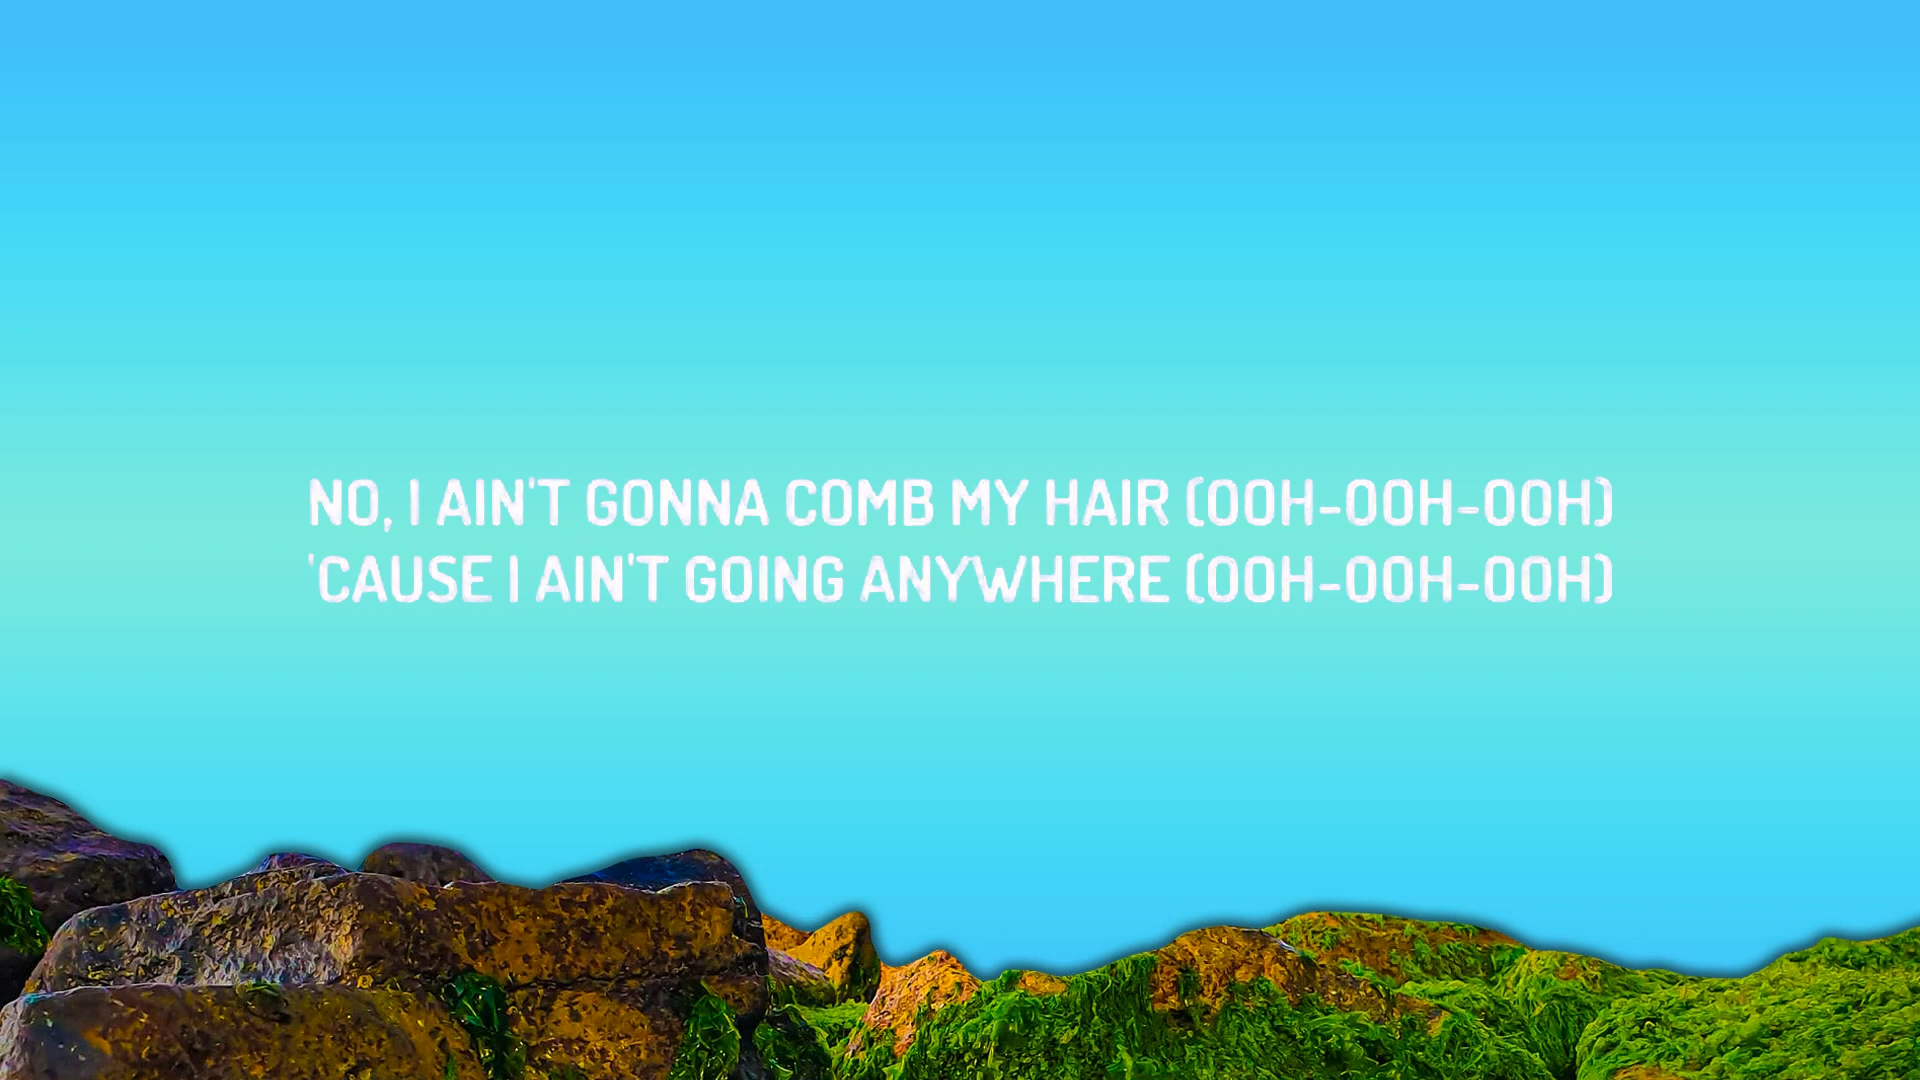 NO, I AIN'T GONNA COMB MY HAIR (OOH-OOH-OOH)
'CAUSE I AIN'T GOING ANYWHERE (OOH-OOH-OOH)